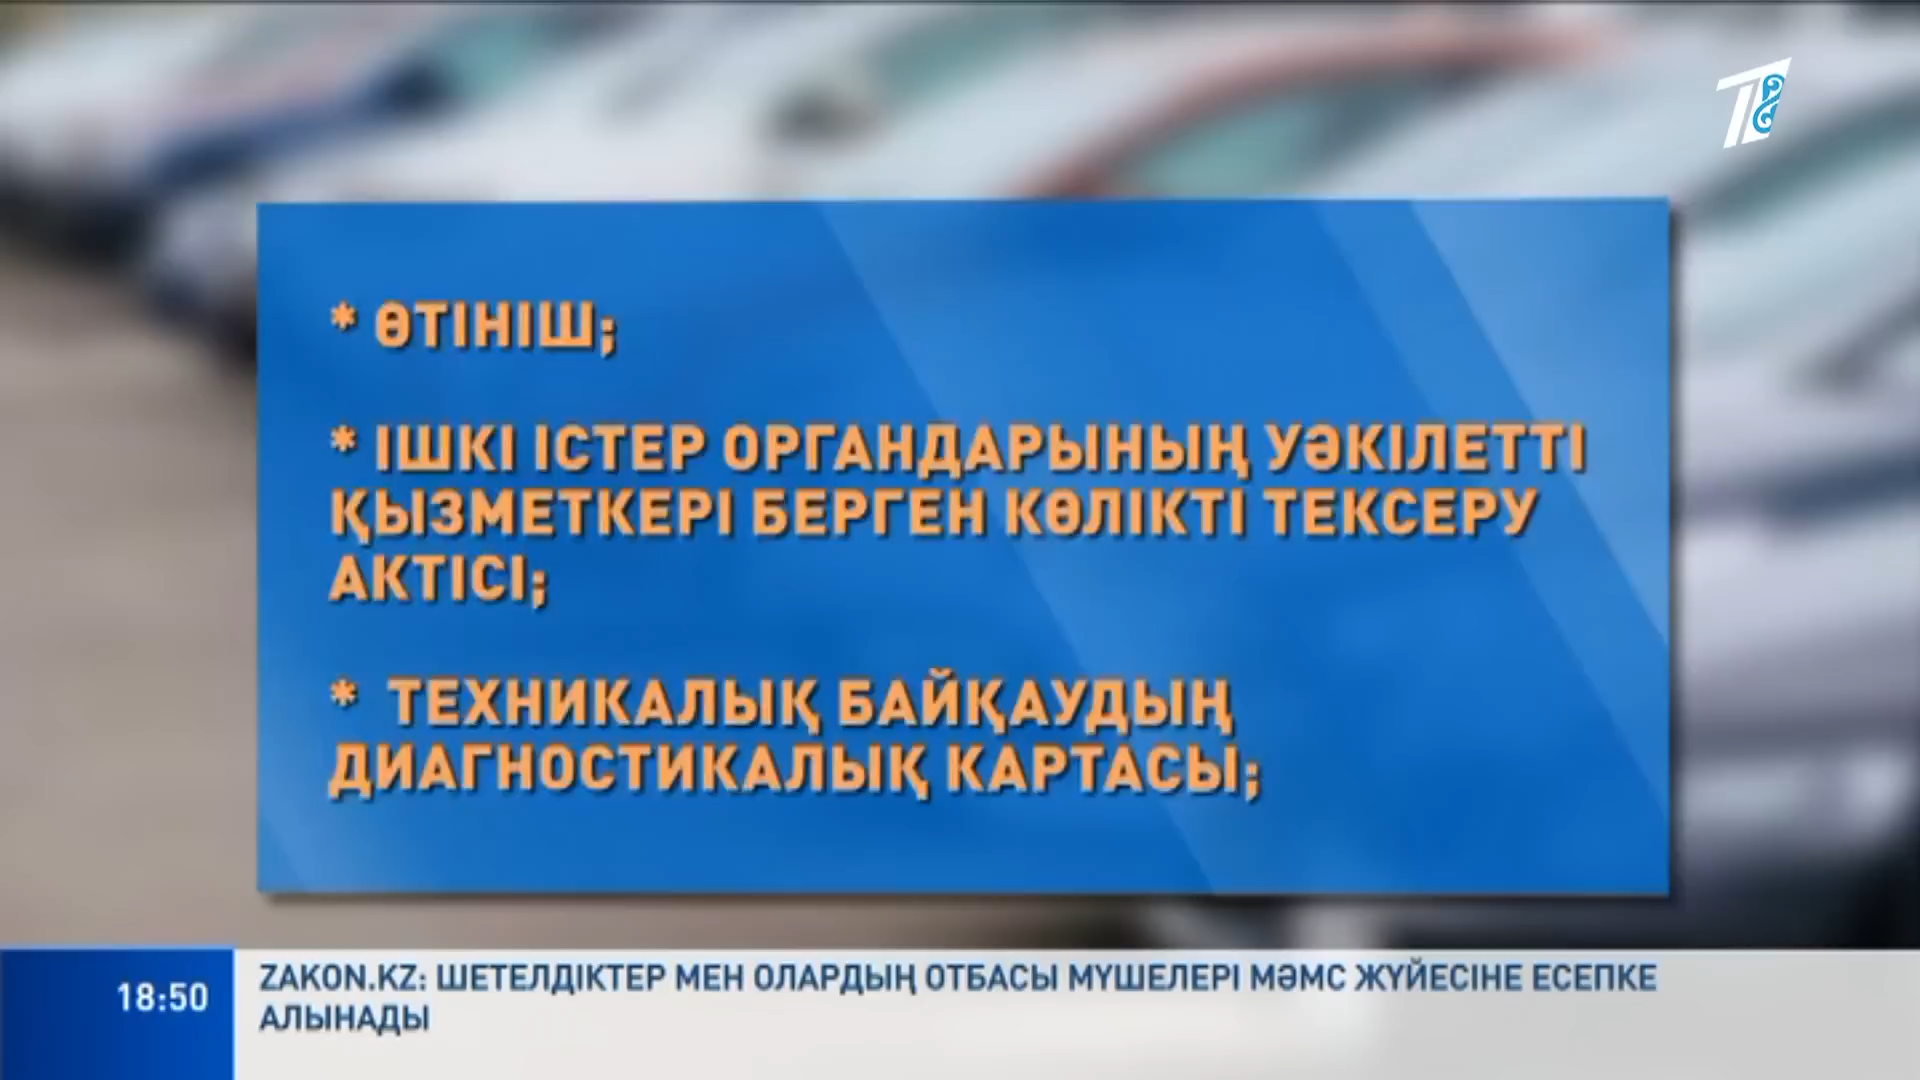 * ӨТІНІШ;
* ІШКІ ІСТЕР ОРГАНДАРЫНЫҢ УӘКІЛЕТТІ
ҚЫЗМЕТКЕРІ БЕРГЕН КӨЛІКТІ ТЕКСЕРУ
АКТІСІ;
* ТЕХНИКАЛЫҚ БАЙҚАУДЫҢ
ДИАГНОСТИКАЛЫҚ КАРТАСЫ;
18:50
ZAKON.KZ: ШЕТЕЛДІКТЕР МЕН ОЛАРДЫҢ ОТБАСЫ МҮШЕЛЕРІ МӘМС ЖҮЙЕСІНЕ ЕСЕПКЕ
АЛЫНАДЫ